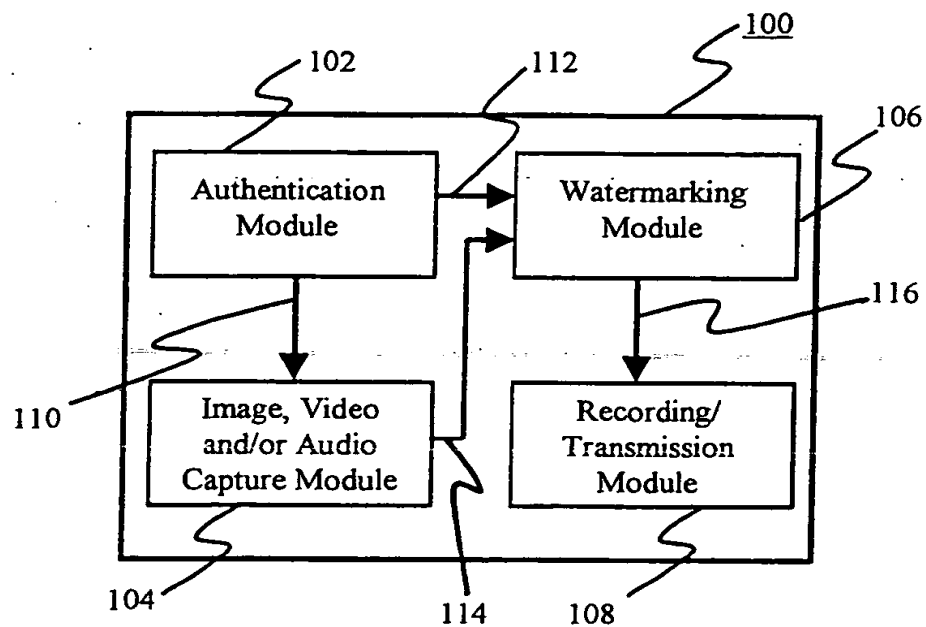 100
102
112
106
Authentication
Module
Watermarking
Module
116
110
Image, Video
and/or Audio
Capture Module
Recording/
Transmission
Module
104
114
108